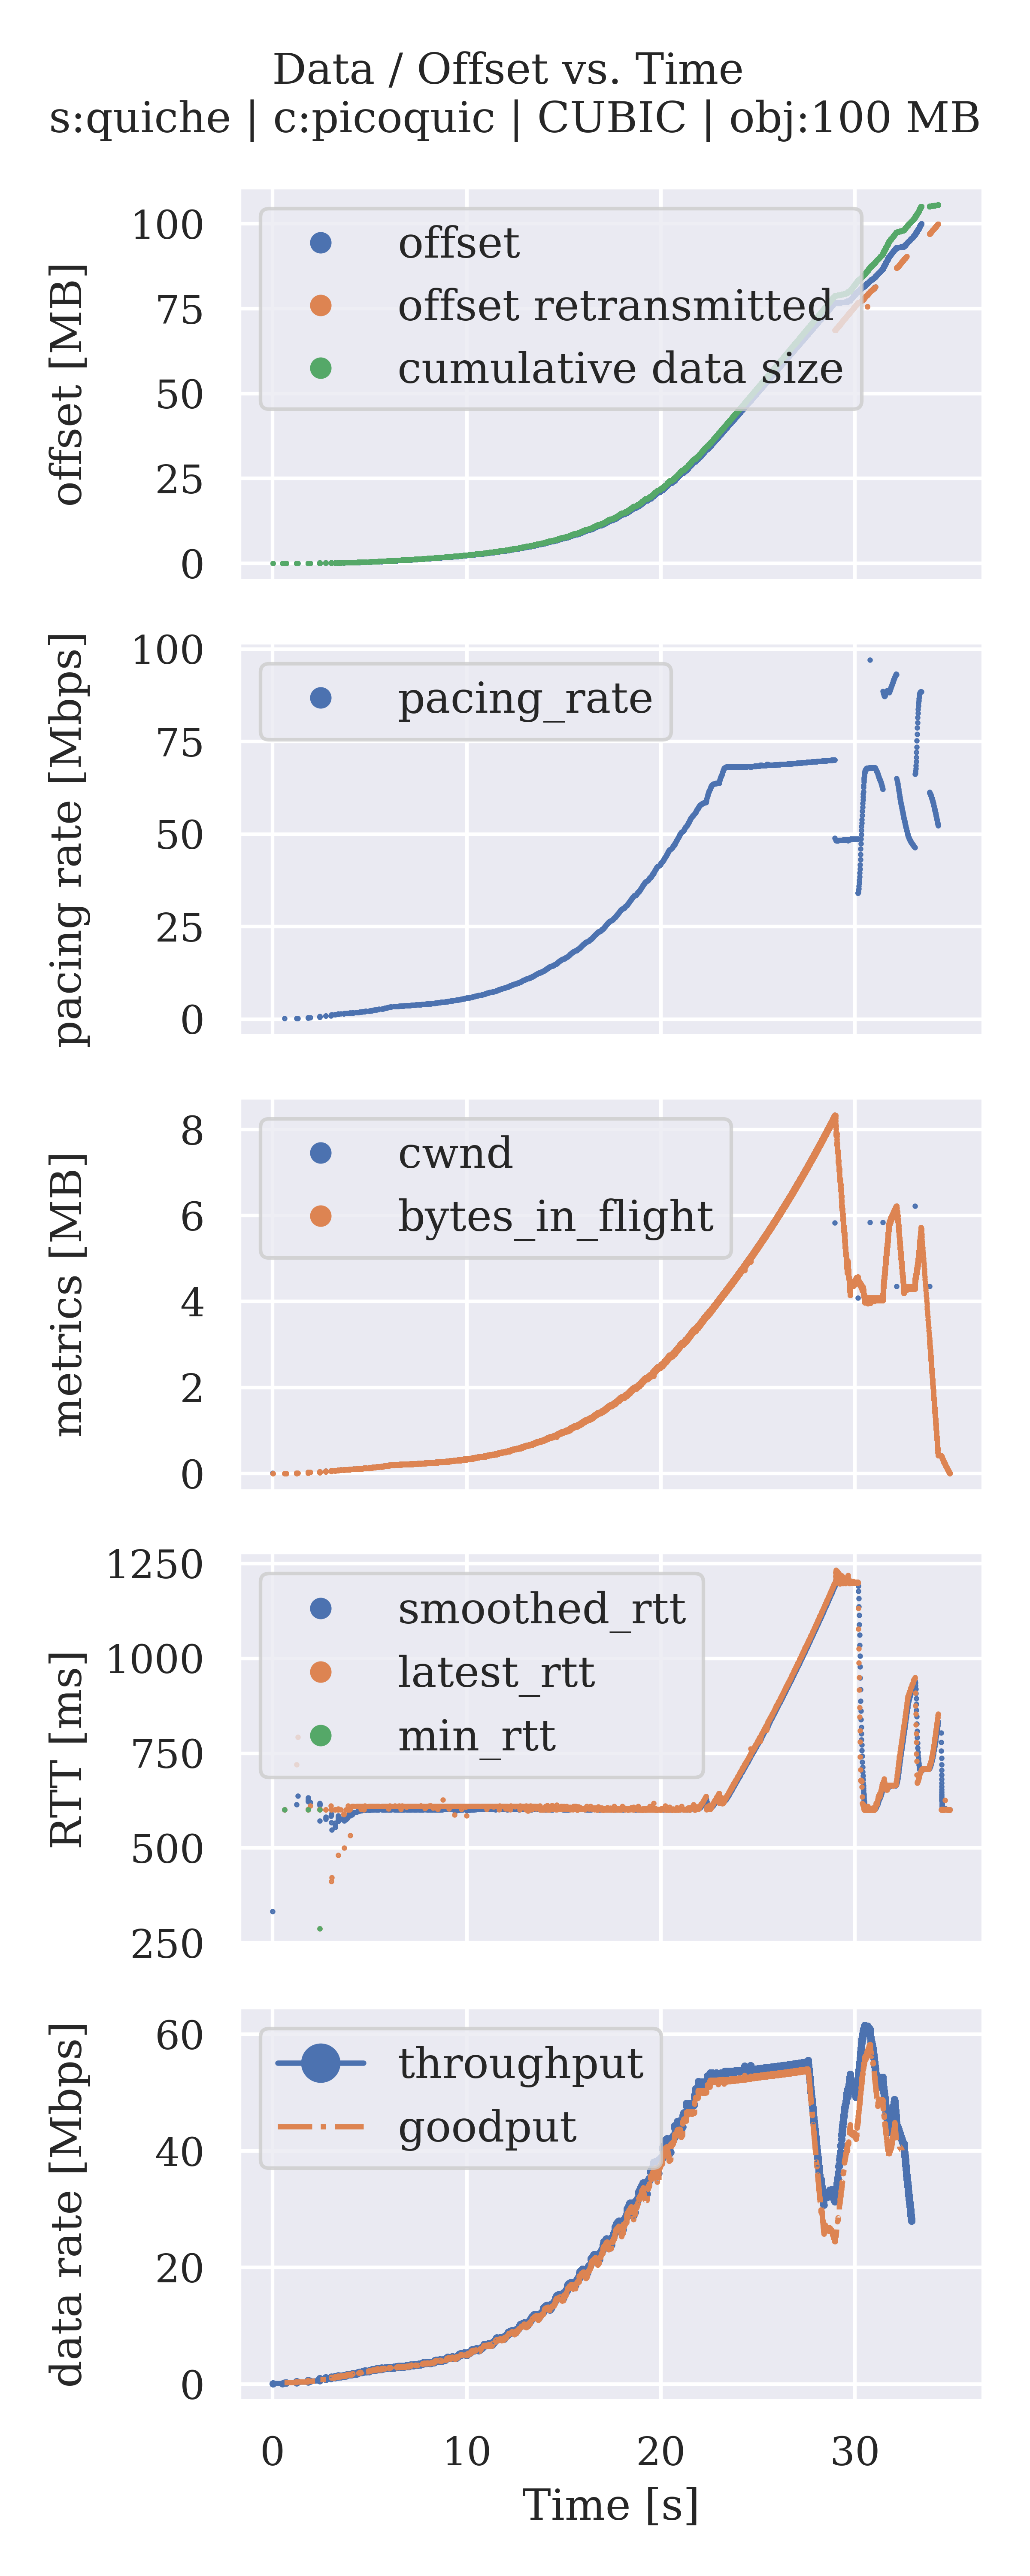 Data / Offset vs. Time
s:quiche | c:picoquic | CUBIC | obj:100 MB
offset [MB]
100
75
50
25
0
offset
offset retransmitted
cumulative data size
pacing rate [Mbps]
100
75
50
25
0
pacing_rate
metrics [MB]
8
6
4
2
0
cwnd
bytes_in_flight
RTT [ms]
1250
1000
750
500
250
smoothed_rtt
latest_rtt
min_rtt
data rate [Mbps]
60
40
20
0
throughput
goodput
0 10 20 30
Time [s]